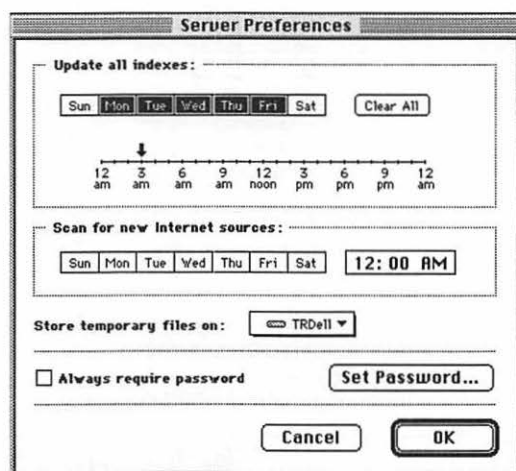 Server Preferences
Update all indexes:
Sun Mon Tue Wed Thu Fri Sat Clear All
12 3 6 9 12 3 6 9 12
am am am am noon pm pm pm am
Scan for new Internet sources:
Sun Mon Tue Wed Thu Fri Sat 12:00 AM
Store temporary files on: TRDell
Always require password Set Password...
Cancel OK